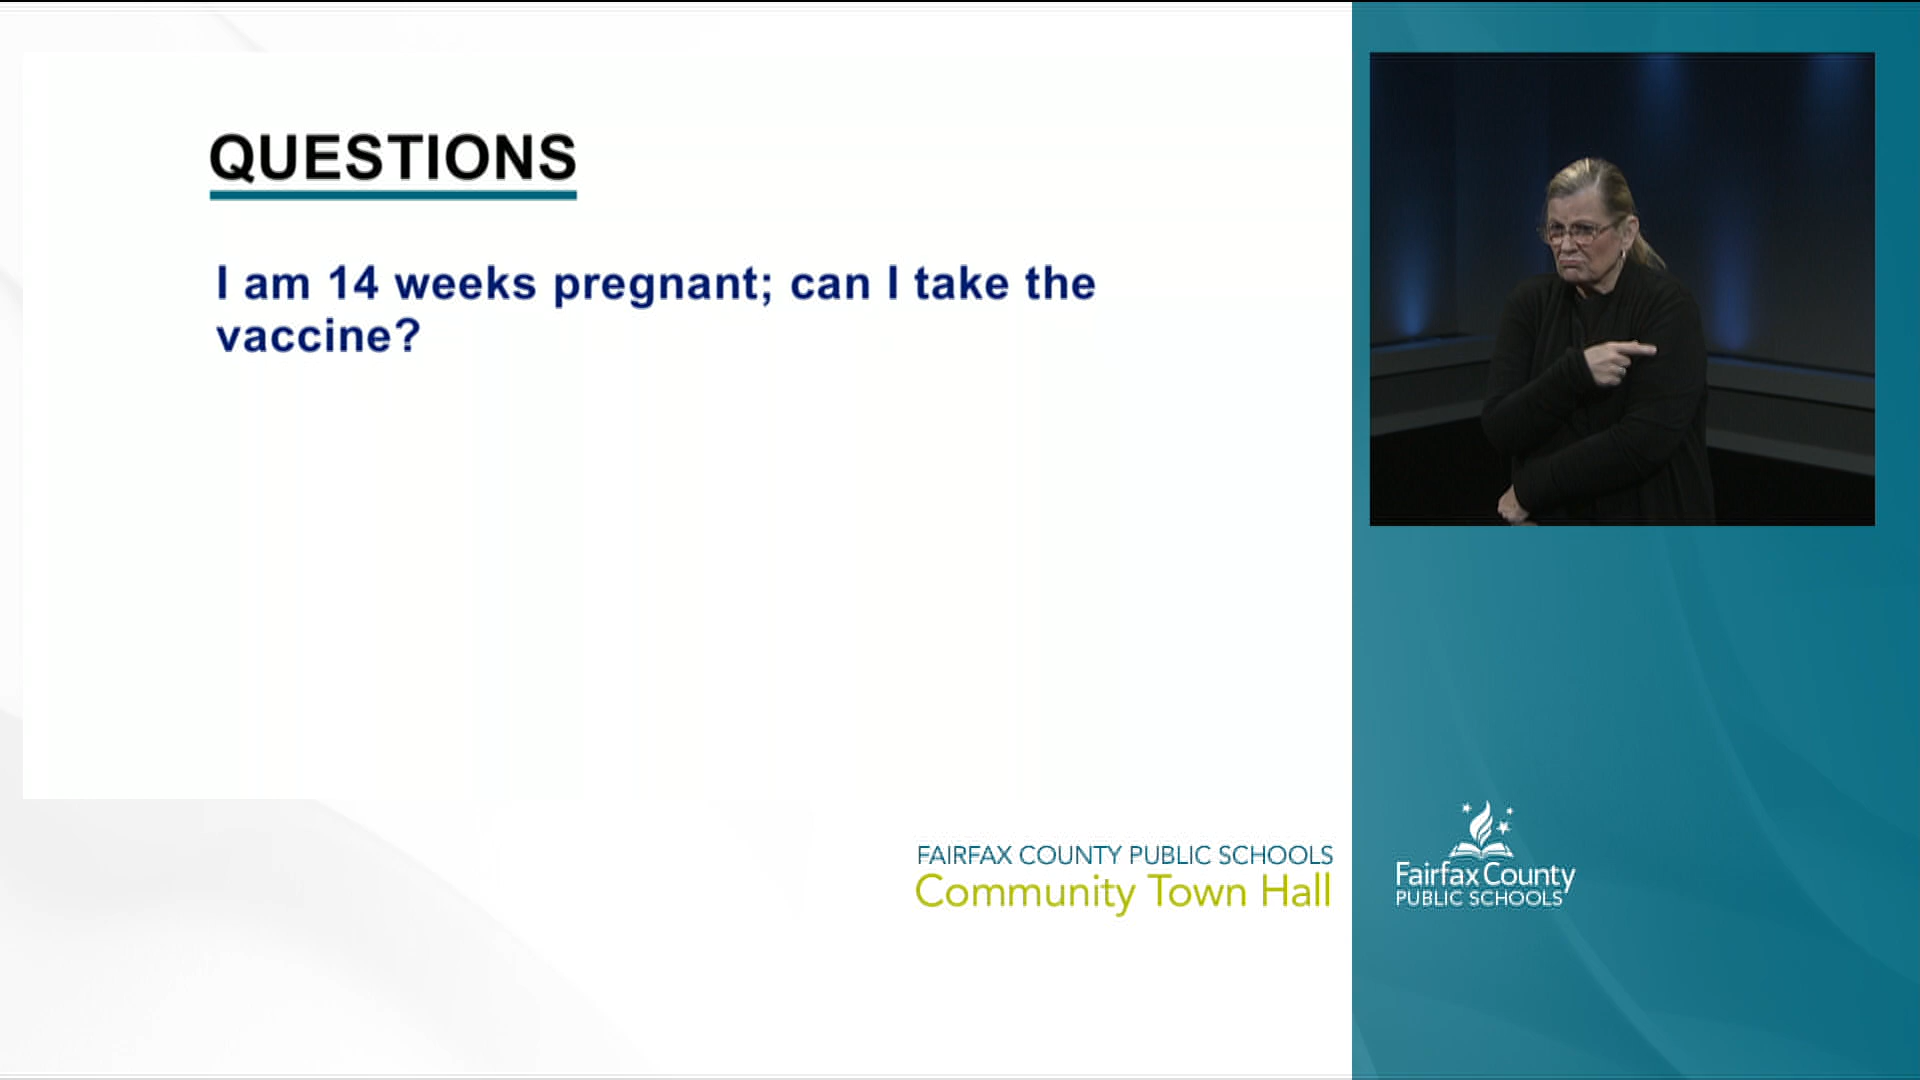 QUESTIONS
I am 14 weeks pregnant; can I take the
vaccine?
FAIRFAX COUNTY PUBLIC SCHOOLS
Community Town Hall
Fairfax County
PUBLIC SCHOOLS